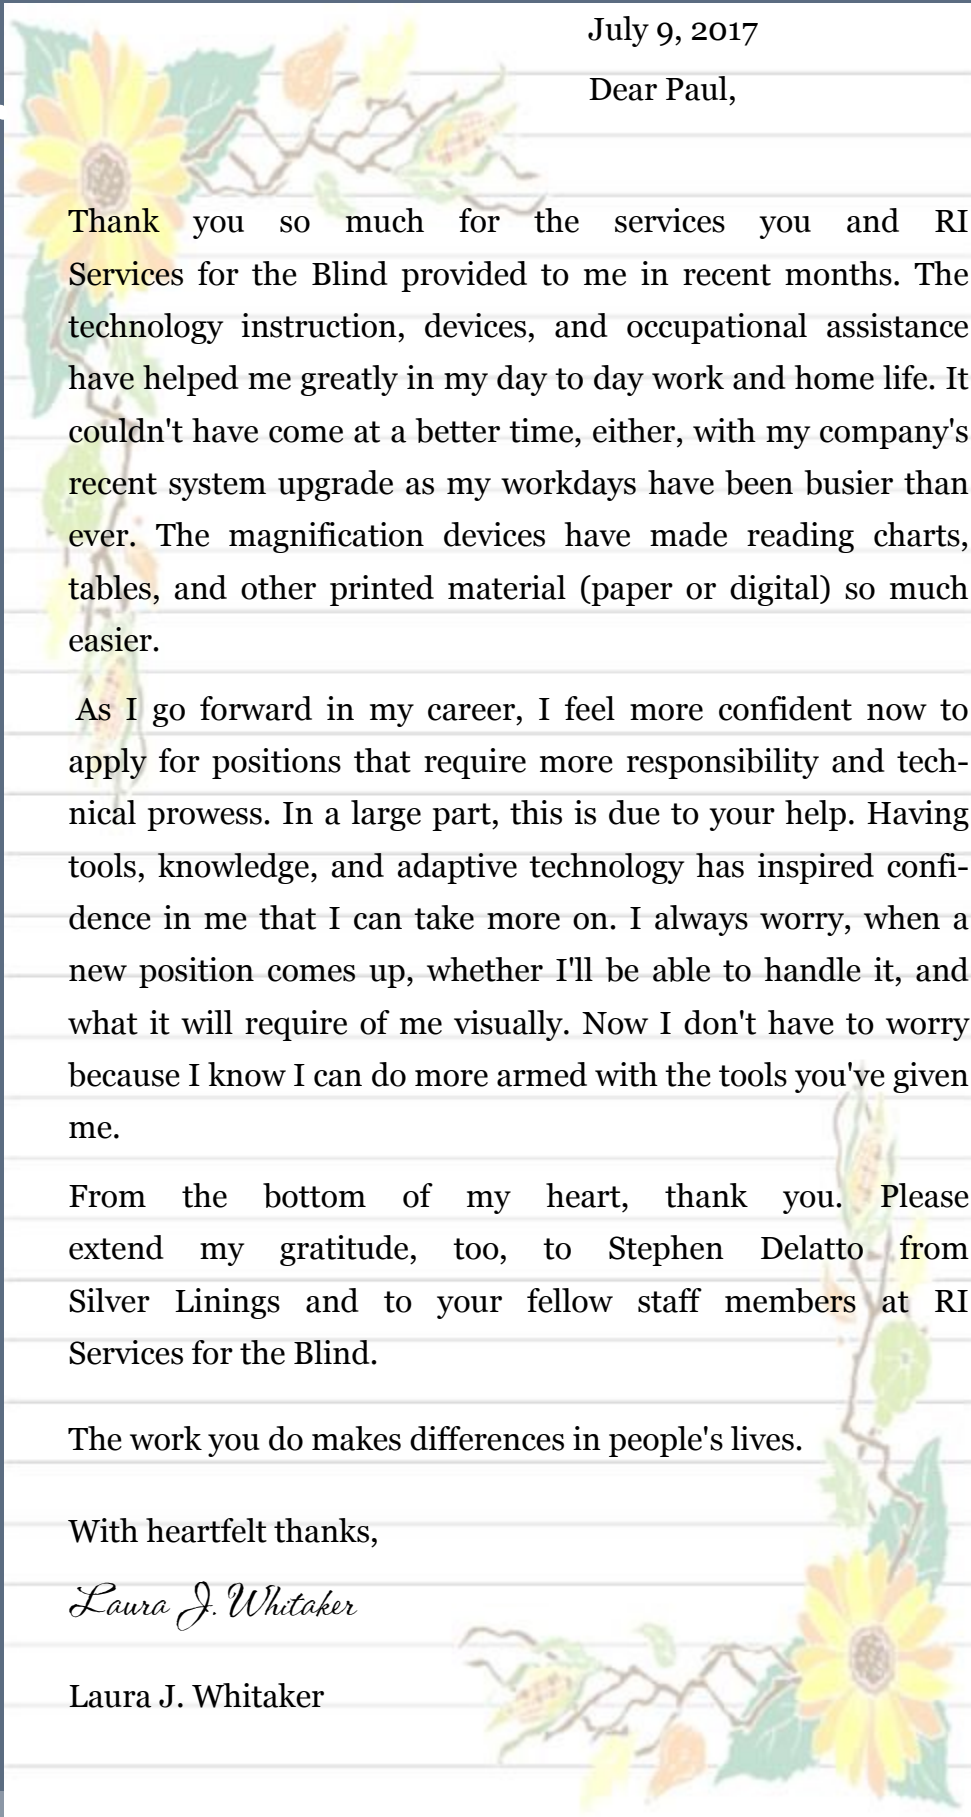 July 9, 2017
Dear Paul,
Thank you so much for the services you and RI
Services for the Blind provided to me in recent months. The
technology instruction, devices, and occupational assistance
have helped me greatly in my day to day work and home life. It
couldn't have come at a better time, either, with my company's
recent system upgrade as my workdays have been busier than
ever. The magnification devices have made reading charts,
tables, and other printed material (paper or digital) so much
easier.
As I go forward in my career, I feel more confident now to
apply for positions that require more responsibility and tech-
nical prowess. In a large part, this is due to your help. Having
tools, knowledge, and adaptive technology has inspired confi-
dence in me that I can take more on. I always worry, when a
new position comes up, whether I'll be able to handle it, and
what it will require of me visually. Now I don't have to worry
because I know I can do more armed with the tools you've given
me.
From the bottom of my heart, thank you. Please
extend my gratitude, too, to Stephen Delatto from
Silver Linings and to your fellow staff members at RI
Services for the Blind.
The work you do makes differences in people's lives.
With heartfelt thanks,
Laura J. Whitaker
Laura J. Whitaker